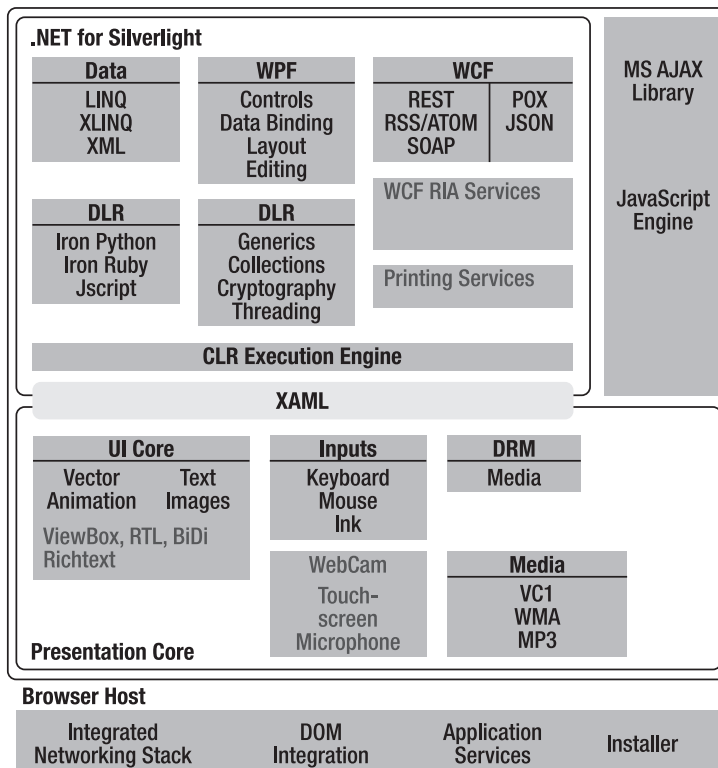 .NET for Silverlight
Data
LINQ
XLINQ
XML
WPF
Controls
Data Binding
Layout
Editing
WCF
REST
RSS/ATOM
SOAP
POX
JSON
MS AJAX
Library
DLR
Iron Python
Iron Ruby
Jscript
DLR
Generics
Collections
Cryptography
Threading
WCF RIA Services
Printing Services
JavaScript
Engine
CLR Execution Engine
XAML
UI Core
Vector
Animation
Text
Images
ViewBox, RTL, BiDi
Richtext
Inputs
Keyboard
Mouse
Ink
DRM
Media
WebCam
Touch-
screen
Microphone
Media
VC1
WMA
MP3
Presentation Core
Browser Host
Integrated
Networking Stack
DOM
Integration
Application
Services
Installer